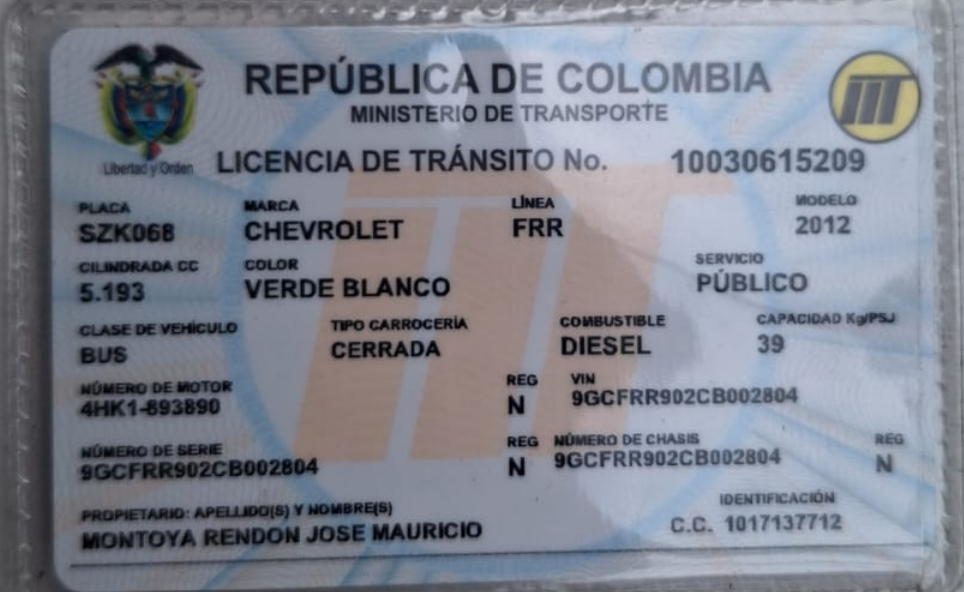 REPÚBLICA DE COLOMBIA
MINISTERIO DE TRANSPORTE
Libertad y Orden
LICENCIA DE TRÁNSITO No. 10030615209
PLACA MARCA LÍNEA MODELO
SZK068 CHEVROLET FRR 2012
CILINDRADA CC COLOR SERVICIO
5.193 VERDE BLANCO PÚBLICO
CLASE DE VEHÍCULO TIPO CARROCERÍA COMBUSTIBLE CAPACIDAD Kg/PSJ
BUS CERRADA DIESEL 39
NÚMERO DE MOTOR REG VIN
4HK1-893890 N 9GCFRR902CB002804
NÚMERO DE SERIE REG NÚMERO DE CHASIS REG
9GCFRR902CB002804 N 9GCFRR902CB002804 N
PROPIETARIO: APELLIDO(S) Y NOMBRE(S) IDENTIFICACIÓN
MONTOYA RENDON JOSE MAURICIO C.C. 1017137712